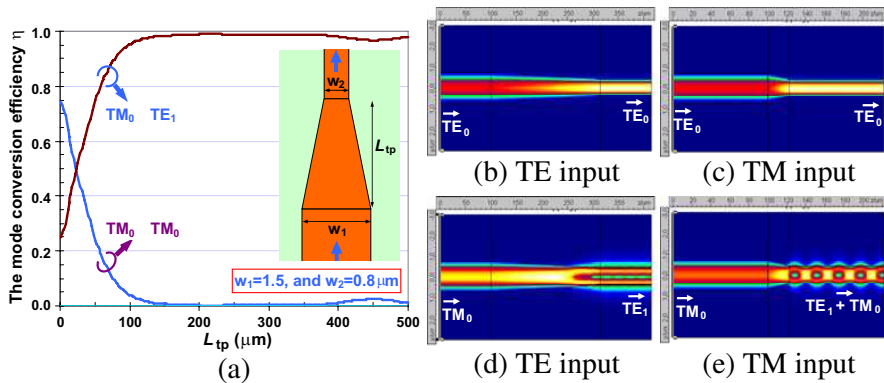 (a)
The mode conversion efficiency η
1.0
0.8
0.6
0.4
0.2
0.0
TM₀ TE₁
TM₀ TM₀
w₂
Lₜₚ
w₁
w₁=1.5, and w₂=0.8μm
0 100 200 300 400 500
Lₜₚ (μm)
TE₀
TE₀
(b) TE input
TE₀
TE₀
(c) TM input
TM₀
TE₁
(d) TE input
TM₀
TE₁ + TM₀
(e) TM input